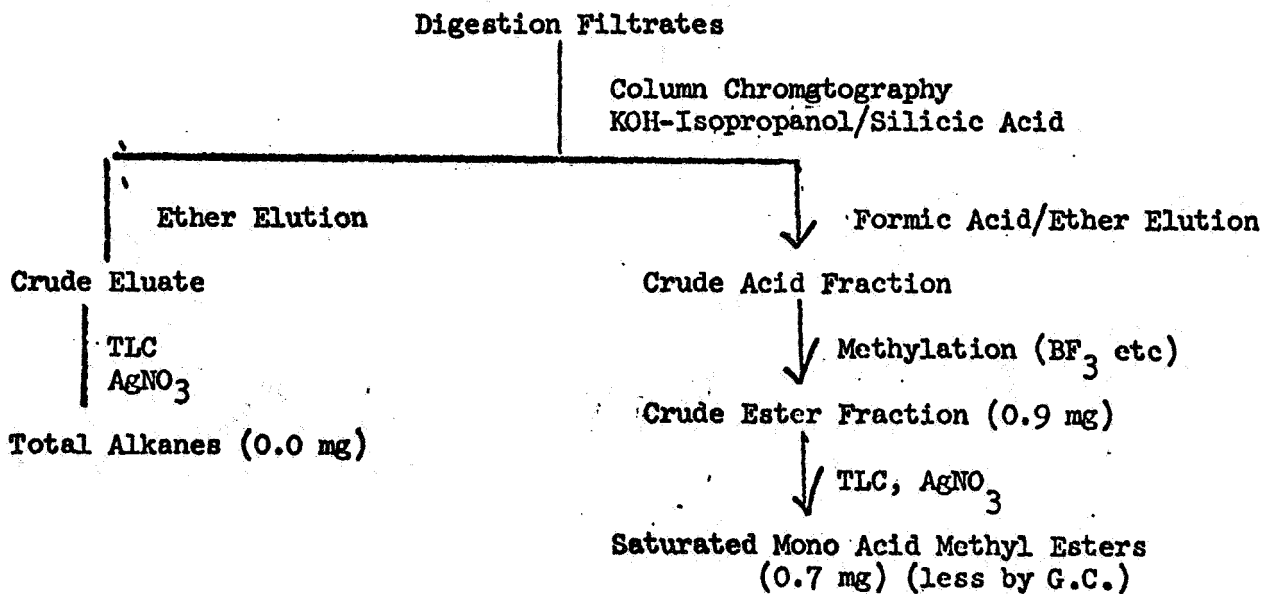 Digestion Filtrates
Column Chromgtography
KOH-Isopropanol/Silicic Acid
Ether Elution
Formic Acid/Ether Elution
Crude Eluate
Crude Acid Fraction
TLC
AgNO3
Methylation (BF3 etc)
Crude Ester Fraction (0.9 mg)
Total Alkanes (0.0 mg)
TLC, AgNO3
Saturated Mono Acid Methyl Esters
(0.7 mg) (less by G.C.)